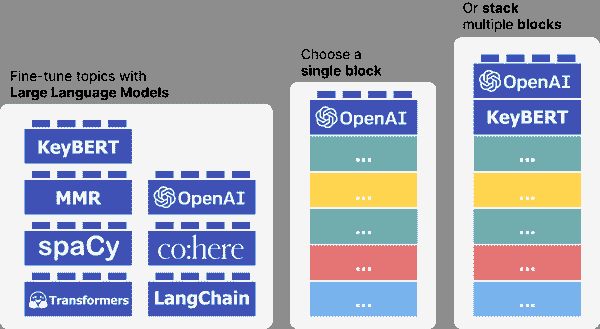 Fine-tune topics with
Large Language Models
KeyBERT
MMR
OpenAI
spaCy
co:here
Transformers
LangChain
Choose a
single block
OpenAI
...
...
...
...
...
Or stack
multiple blocks
OpenAI
KeyBERT
...
...
...
...
...